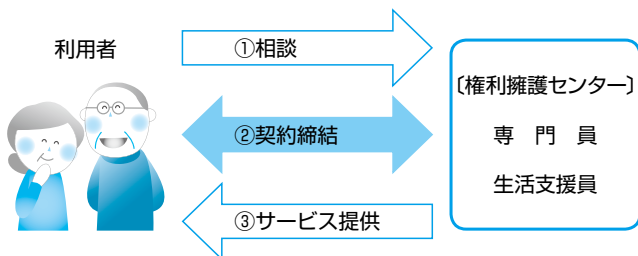 利用者
①相談
②契約締結
③サービス提供
〔権利擁護センター〕
専　門　員
生活支援員